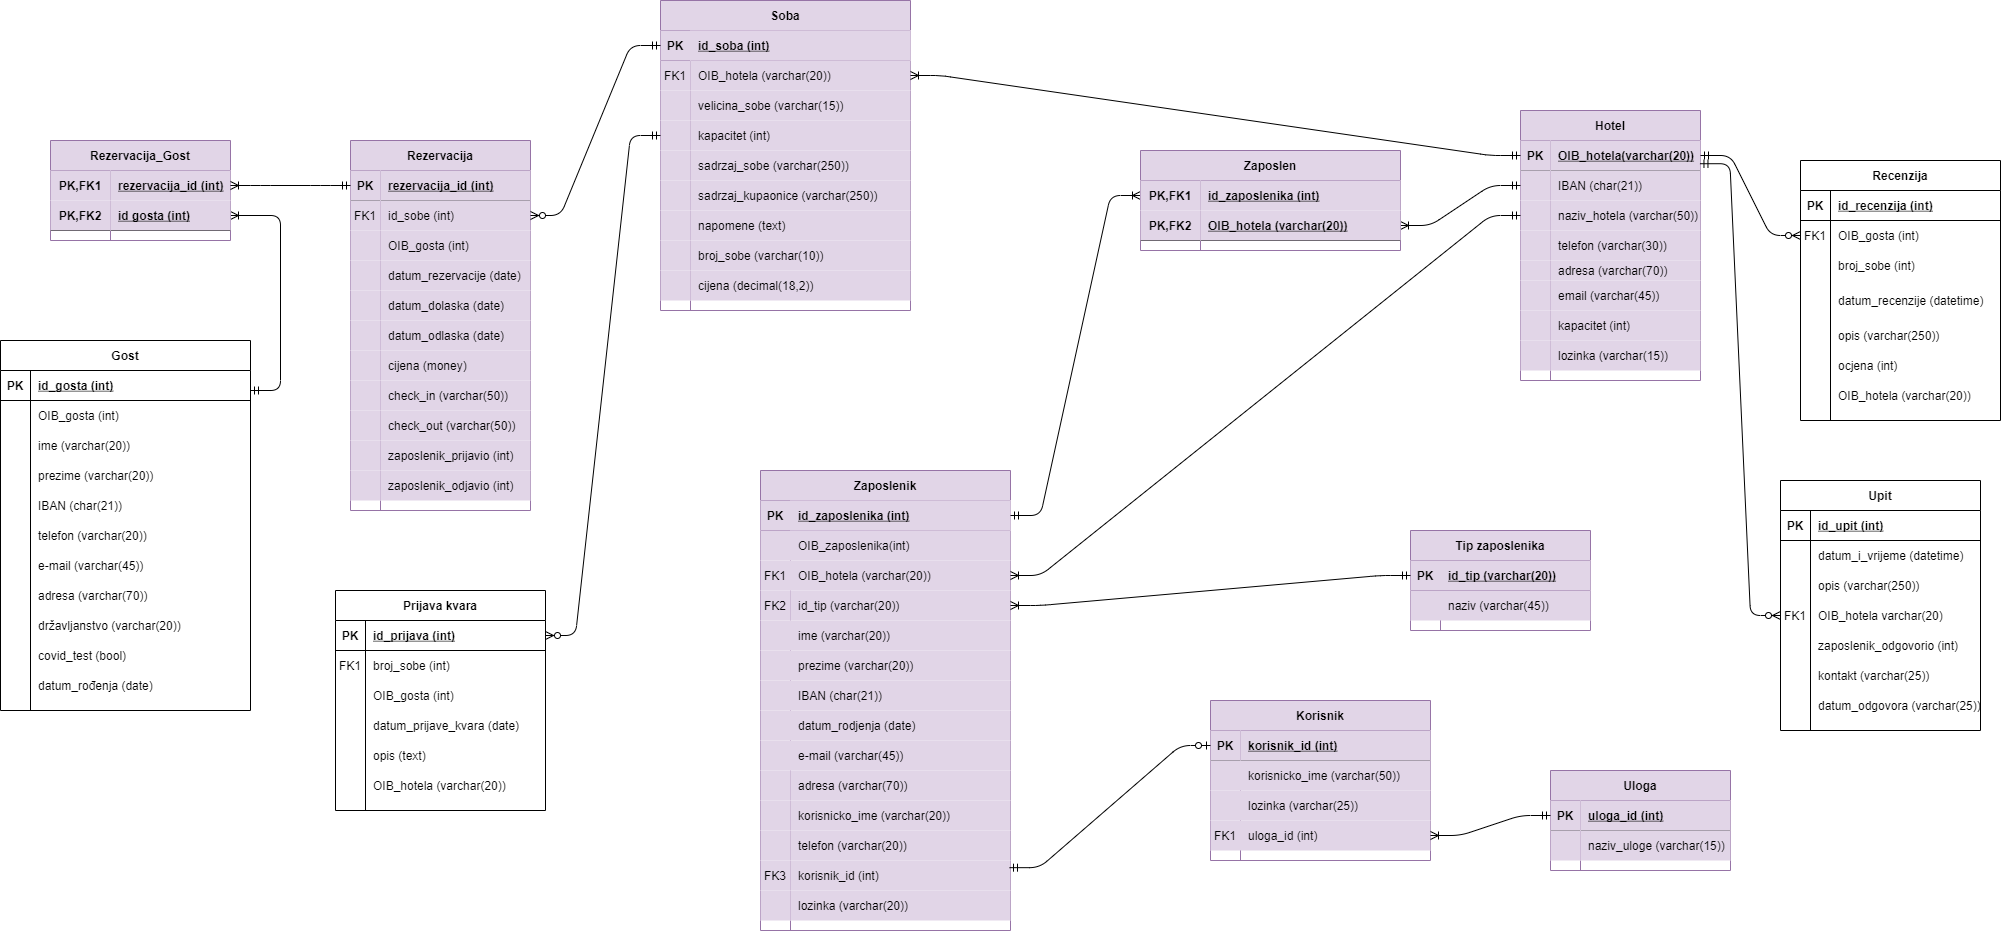 Soba
PK id_soba (int)
FK1 OIB_hotela (varchar(20))
velicina_sobe (varchar(15))
kapacitet (int)
sadrzaj_sobe (varchar(250))
sadrzaj_kupaonice (varchar(250))
napomene (text)
broj_sobe (varchar(10))
cijena (decimal(18,2))
Rezervacija_Gost
PK,FK1 rezervacija_id (int)
PK,FK2 id gosta (int)
Rezervacija
PK rezervacija_id (int)
FK1 id_sobe (int)
OIB_gosta (int)
datum_rezervacije (date)
datum_dolaska (date)
datum_odlaska (date)
cijena (money)
check_in (varchar(50))
check_out (varchar(50))
zaposlenik_prijavio (int)
zaposlenik_odjavio (int)
Zaposlen
PK,FK1 id_zaposlenika (int)
PK,FK2 OIB_hotela (varchar(20))
Hotel
PK OIB_hotela(varchar(20))
IBAN (char(21))
naziv_hotela (varchar(50))
telefon (varchar(30))
adresa (varchar(70))
email (varchar(45))
kapacitet (int)
lozinka (varchar(15))
Recenzija
PK id_recenzija (int)
FK1 OIB_gosta (int)
broj_sobe (int)
datum_recenzije (datetime)
opis (varchar(250))
ocjena (int)
OIB_hotela (varchar(20))
Gost
PK id_gosta (int)
OIB_gosta (int)
ime (varchar(20))
prezime (varchar(20))
IBAN (char(21))
telefon (varchar(20))
e-mail (varchar(45))
adresa (varchar(70))
državljanstvo (varchar(20))
covid_test (bool)
datum_rođenja (date)
Prijava kvara
PK id_prijava (int)
FK1 broj_sobe (int)
OIB_gosta (int)
datum_prijave_kvara (date)
opis (text)
OIB_hotela (varchar(20))
Zaposlenik
PK id_zaposlenika (int)
OIB_zaposlenika(int)
FK1 OIB_hotela (varchar(20))
FK2 id_tip (varchar(20))
ime (varchar(20))
prezime (varchar(20))
IBAN (char(21))
datum_rodjenja (date)
e-mail (varchar(45))
adresa (varchar(70))
korisnicko_ime (varchar(20))
telefon (varchar(20))
FK3 korisnik_id (int)
lozinka (varchar(20))
Tip zaposlenika
PK id_tip (varchar(20))
naziv (varchar(45))
Upit
PK id_upit (int)
datum_i_vrijeme (datetime)
opis (varchar(250))
FK1 OIB_hotela varchar(20)
zaposlenik_odgovorio (int)
kontakt (varchar(25))
datum_odgovora (varchar(25))
Korisnik
PK korisnik_id (int)
korisnicko_ime (varchar(50))
lozinka (varchar(25))
FK1 uloga_id (int)
Uloga
PK uloga_id (int)
naziv_uloge (varchar(15))